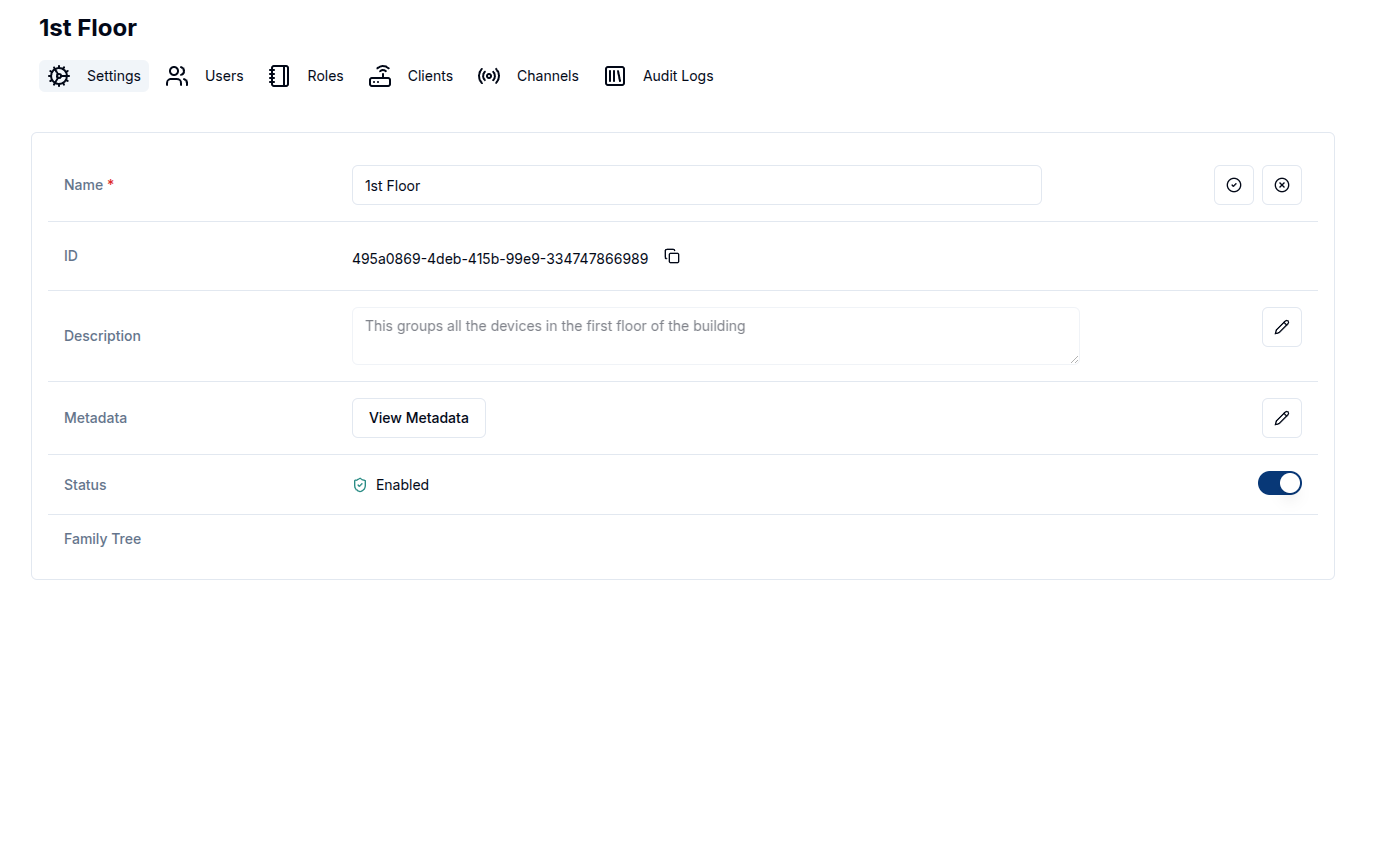 1st Floor
Settings Users Roles Clients Channels Audit Logs
Name * 1st Floor
ID 495a0869-4deb-415b-99e9-334747866989
Description This groups all the devices in the first floor of the building
Metadata View Metadata
Status Enabled
Family Tree